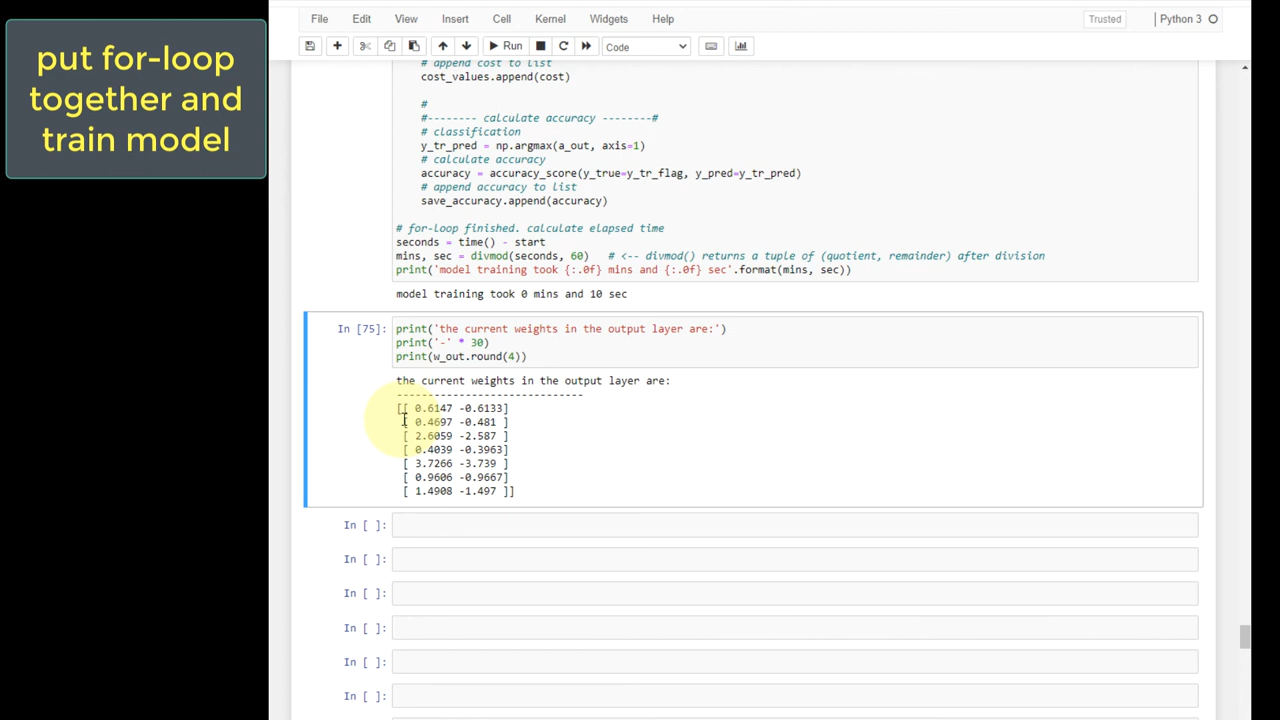 put for-loop
together and
train model
File Edit View Insert Cell Kernel Widgets Help Trusted Python 3
Run Code
# append cost to list
cost_values.append(cost)
#
#-------- calculate accuracy --------#
# classification
y_tr_pred = np.argmax(a_out, axis=1)
# calculate accuracy
accuracy = accuracy_score(y_true=y_tr_flag, y_pred=y_tr_pred)
# append accuracy to list
save_accuracy.append(accuracy)
# for-loop finished. calculate elapsed time
seconds = time() - start
mins, sec = divmod(seconds, 60)   # <-- divmod() returns a tuple of (quotient, remainder) after division
print('model training took {:.0f} mins and {:.0f} sec'.format(mins, sec))
model training took 0 mins and 10 sec
In [75]: print('the current weights in the output layer are:')
print('-' * 30)
print(w_out.round(4))
the current weights in the output layer are:
------------------------------
[[ 0.6147 -0.6133]
[ 0.4697 -0.481 ]
[ 2.6059 -2.587 ]
[ 0.4039 -0.3963]
[ 3.7266 -3.739 ]
[ 0.9606 -0.9667]
[ 1.4908 -1.497 ]]
In [ ]:
In [ ]:
In [ ]:
In [ ]:
In [ ]:
In [ ]: